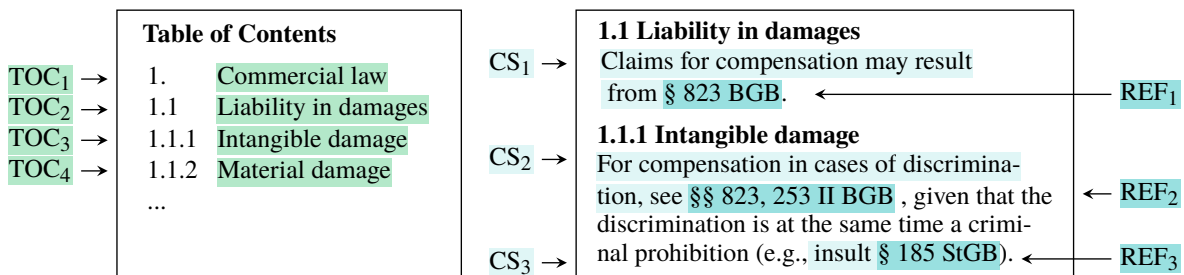 Table of Contents
TOC1 → 1. Commercial law
TOC2 → 1.1 Liability in damages
TOC3 → 1.1.1 Intangible damage
TOC4 → 1.1.2 Material damage
...
1.1 Liability in damages
CS1 → Claims for compensation may result
from § 823 BGB. ← REF1
1.1.1 Intangible damage
CS2 → For compensation in cases of discrimina-
tion, see §§ 823, 253 II BGB , given that the ← REF2
discrimination is at the same time a crimi-
CS3 → nal prohibition (e.g., insult § 185 StGB). ← REF3